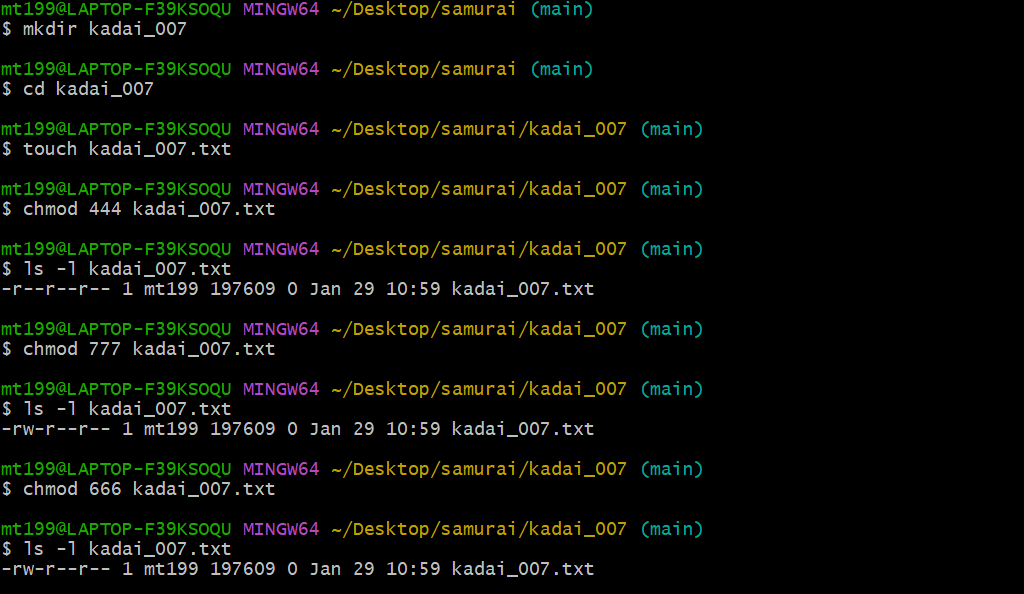 mt199@LAPTOP-F39KSOQU MINGW64 ~/Desktop/samurai (main)
$ mkdir kadai_007
mt199@LAPTOP-F39KSOQU MINGW64 ~/Desktop/samurai (main)
$ cd kadai_007
mt199@LAPTOP-F39KSOQU MINGW64 ~/Desktop/samurai/kadai_007 (main)
$ touch kadai_007.txt
mt199@LAPTOP-F39KSOQU MINGW64 ~/Desktop/samurai/kadai_007 (main)
$ chmod 444 kadai_007.txt
mt199@LAPTOP-F39KSOQU MINGW64 ~/Desktop/samurai/kadai_007 (main)
$ ls -l kadai_007.txt
-r--r--r-- 1 mt199 197609 0 Jan 29 10:59 kadai_007.txt
mt199@LAPTOP-F39KSOQU MINGW64 ~/Desktop/samurai/kadai_007 (main)
$ chmod 777 kadai_007.txt
mt199@LAPTOP-F39KSOQU MINGW64 ~/Desktop/samurai/kadai_007 (main)
$ ls -l kadai_007.txt
-rw-r--r-- 1 mt199 197609 0 Jan 29 10:59 kadai_007.txt
mt199@LAPTOP-F39KSOQU MINGW64 ~/Desktop/samurai/kadai_007 (main)
$ chmod 666 kadai_007.txt
mt199@LAPTOP-F39KSOQU MINGW64 ~/Desktop/samurai/kadai_007 (main)
$ ls -l kadai_007.txt
-rw-r--r-- 1 mt199 197609 0 Jan 29 10:59 kadai_007.txt